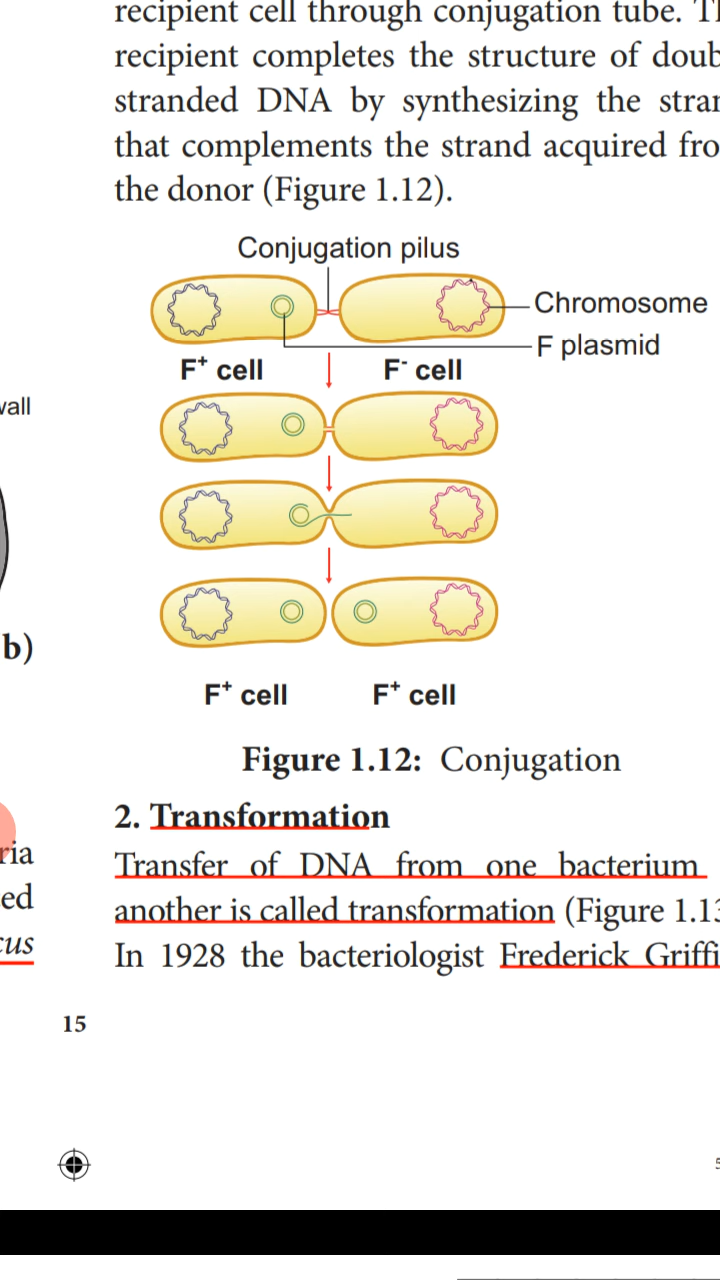 recipient cell through conjugation tube.
recipient completes the structure of doub
stranded DNA by synthesizing the stran
that complements the strand acquired fro
the donor (Figure 1.12).
Conjugation pilus
Chromosome
F plasmid
F⁺ cell
F⁻ cell
F⁺ cell
F⁺ cell
Figure 1.12: Conjugation
2. Transformation
Transfer of DNA from one bacterium
another is called transformation (Figure 1.13
In 1928 the bacteriologist Frederick Griffi
vall
b)
ria
ed
cus
15